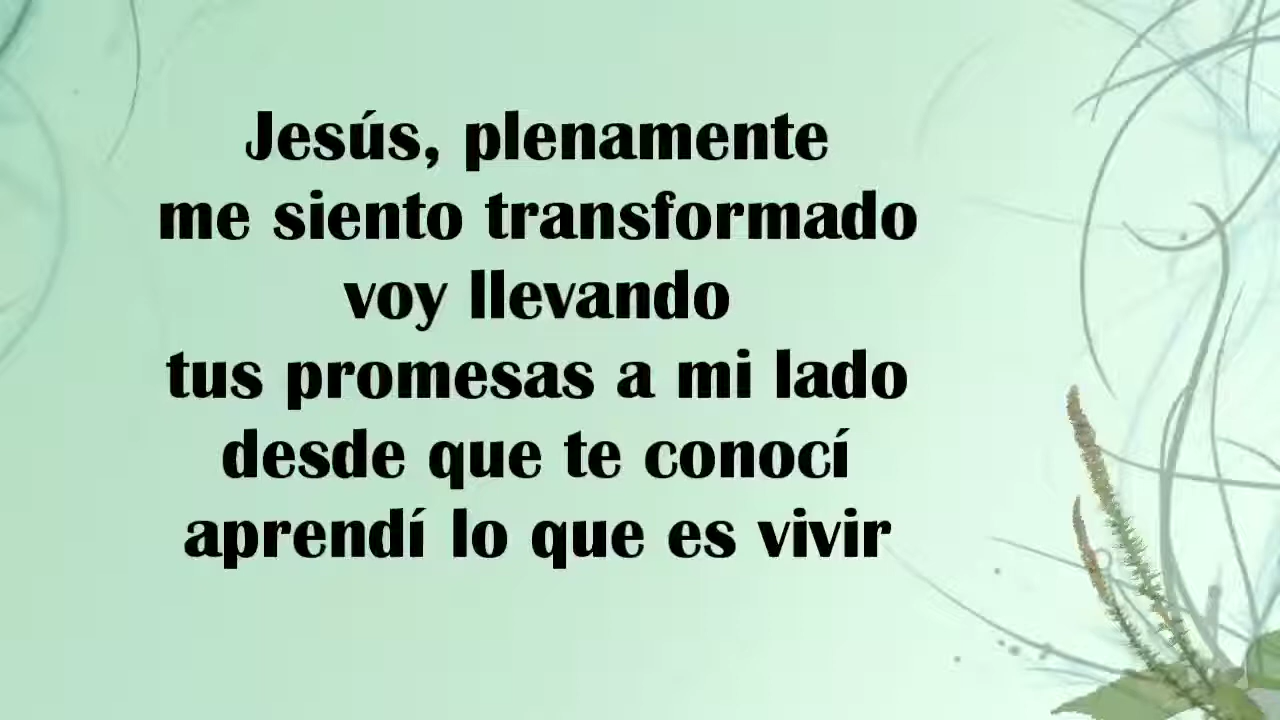 Jesús, plenamente
me siento transformado
voy llevando
tus promesas a mi lado
desde que te conocí
aprendí lo que es vivir